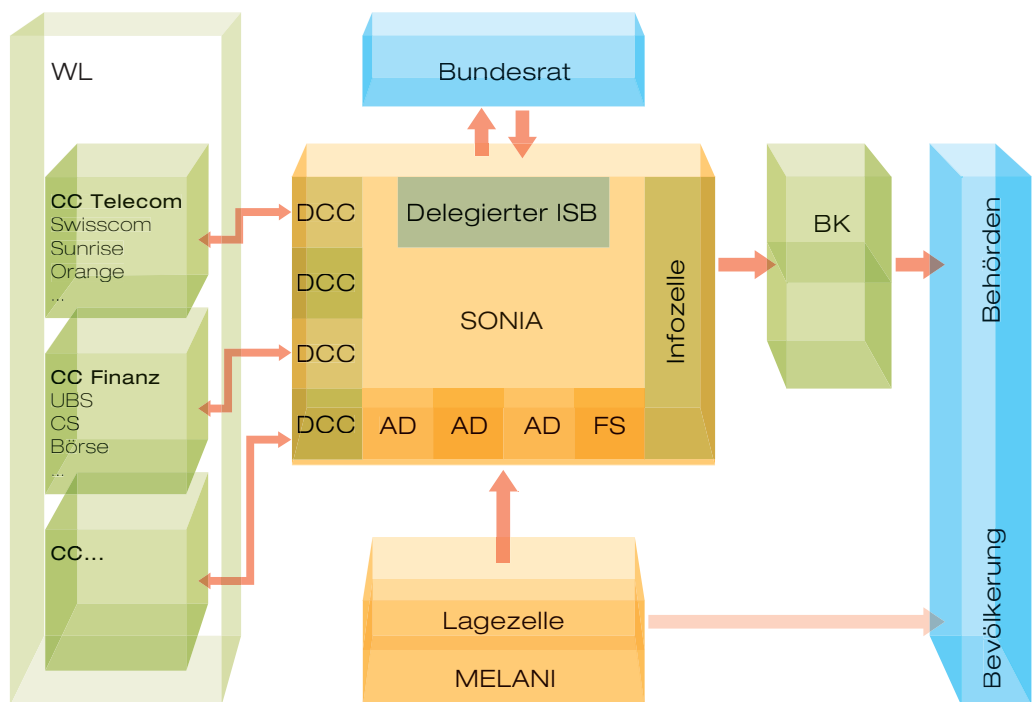 WL
CC Telecom
Swisscom
Sunrise
Orange
...
CC Finanz
UBS
CS
Börse
...
CC...
Bundesrat
DCC
DCC
DCC
DCC
Delegierter ISB
SONIA
AD
AD
AD
FS
Infozelle
BK
Behörden
Bevölkerung
Lagezelle
MELANI